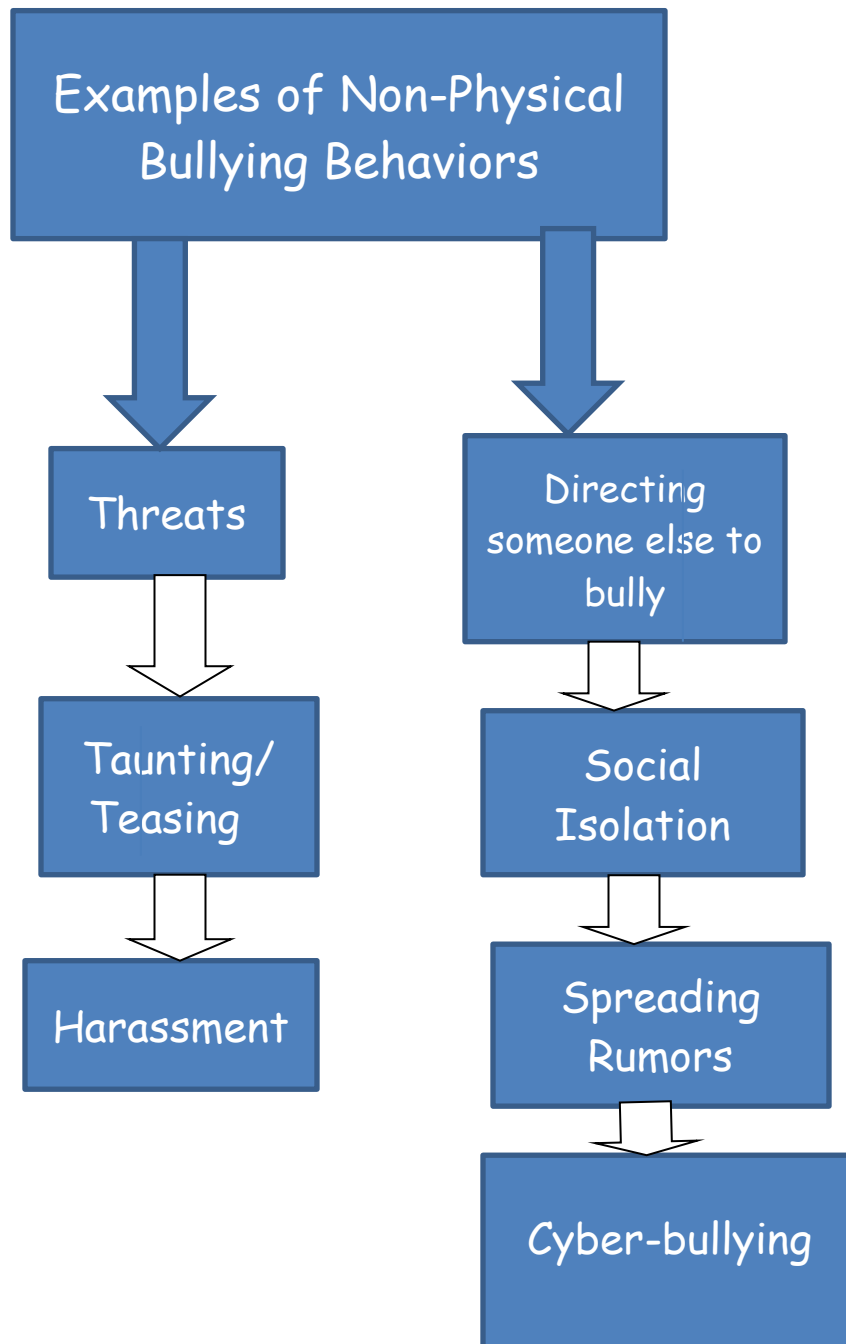 Examples of Non-Physical
Bullying Behaviors
Threats
Taunting/
Teasing
Harassment
Directing
someone else to
bully
Social
Isolation
Spreading
Rumors
Cyber-bullying